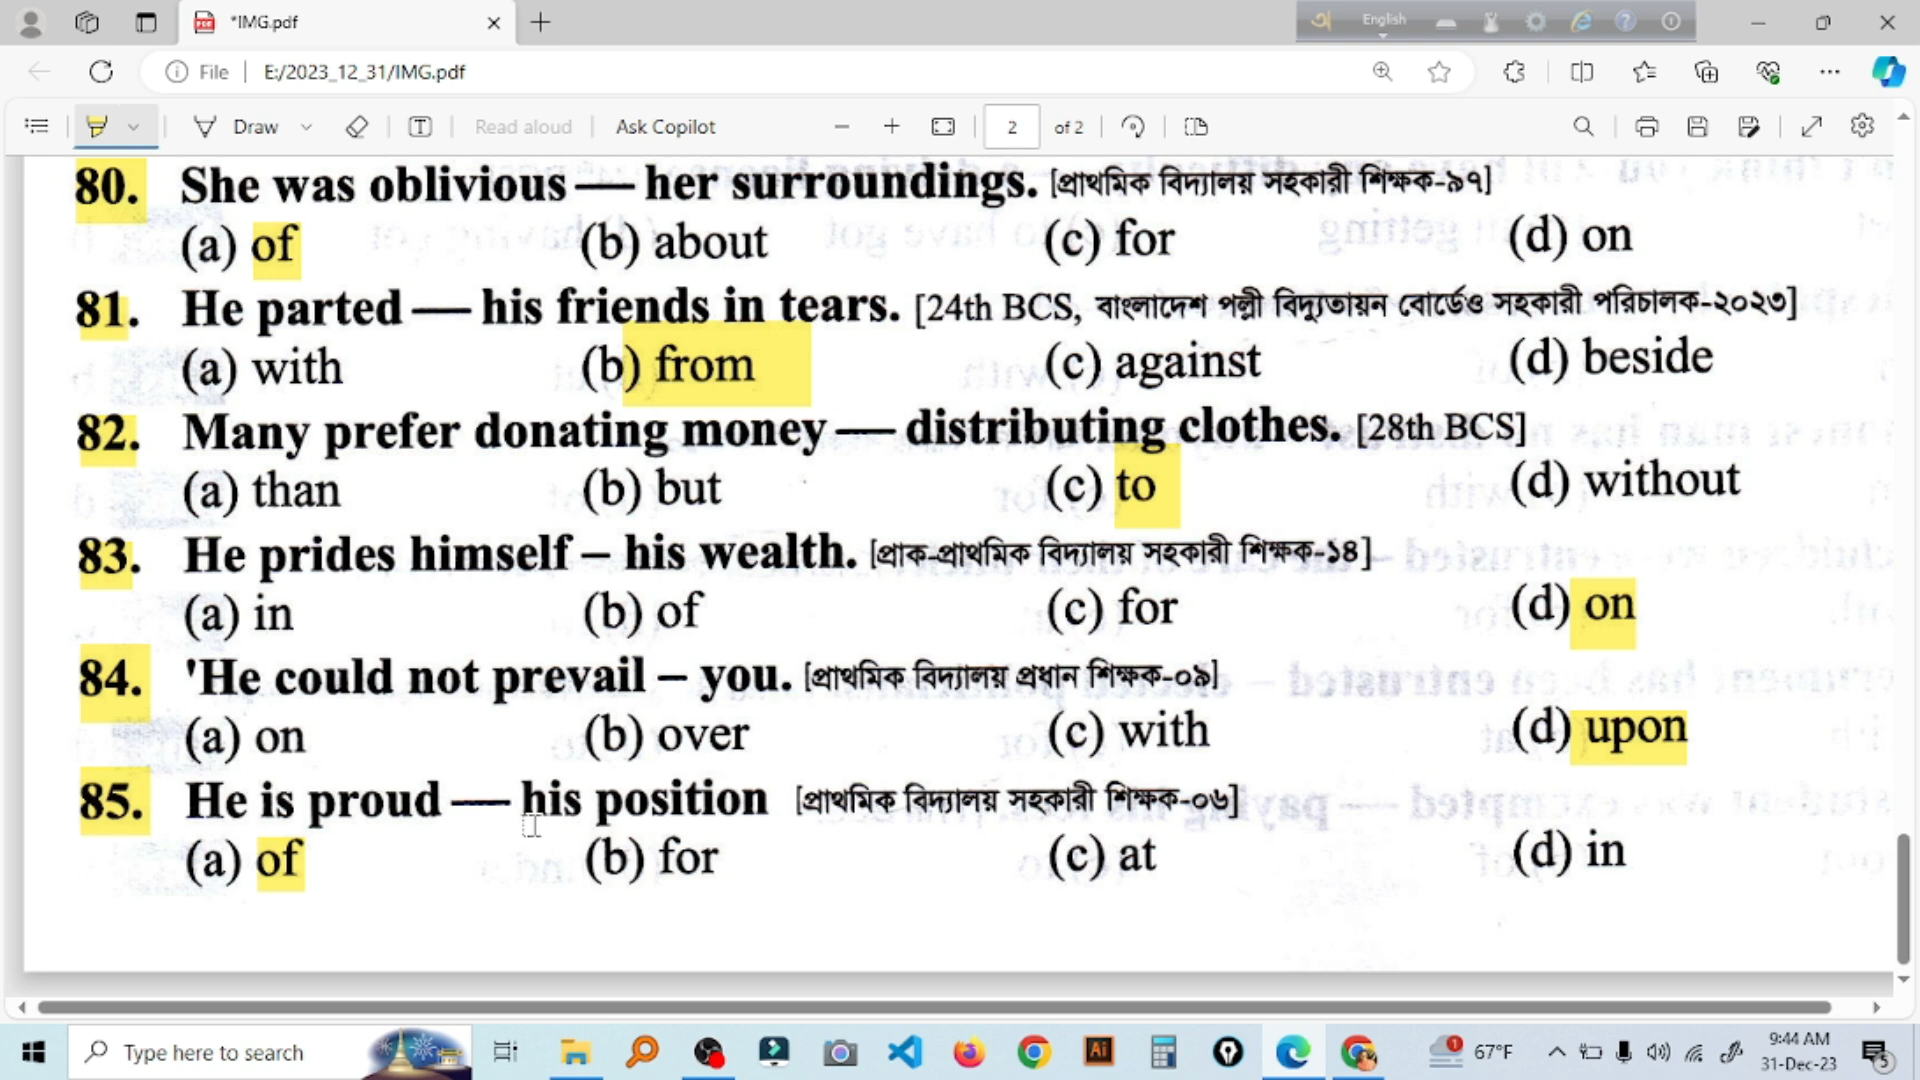 *IMG.pdf
English
File E:/2023_12_31/IMG.pdf
Draw Read aloud Ask Copilot 2 of 2
80. She was oblivious — her surroundings. [প্রাথমিক বিদ্যালয় সহকারী শিক্ষক-৯৭]
(a) of (b) about (c) for (d) on
81. He parted — his friends in tears. [24th BCS, বাংলাদেশ পল্লী বিদ্যুতায়ন বোর্ডেও সহকারী পরিচালক-২০২৩]
(a) with (b) from (c) against (d) beside
82. Many prefer donating money — distributing clothes. [28th BCS]
(a) than (b) but (c) to (d) without
83. He prides himself – his wealth. [প্রাক-প্রাথমিক বিদ্যালয় সহকারী শিক্ষক-১৪]
(a) in (b) of (c) for (d) on
84. 'He could not prevail – you. [প্রাথমিক বিদ্যালয় প্রধান শিক্ষক-০৯]
(a) on (b) over (c) with (d) upon
85. He is proud — his position [প্রাথমিক বিদ্যালয় সহকারী শিক্ষক-০৬]
(a) of (b) for (c) at (d) in
Type here to search
Ai
67°F
9:44 AM
31-Dec-23
5